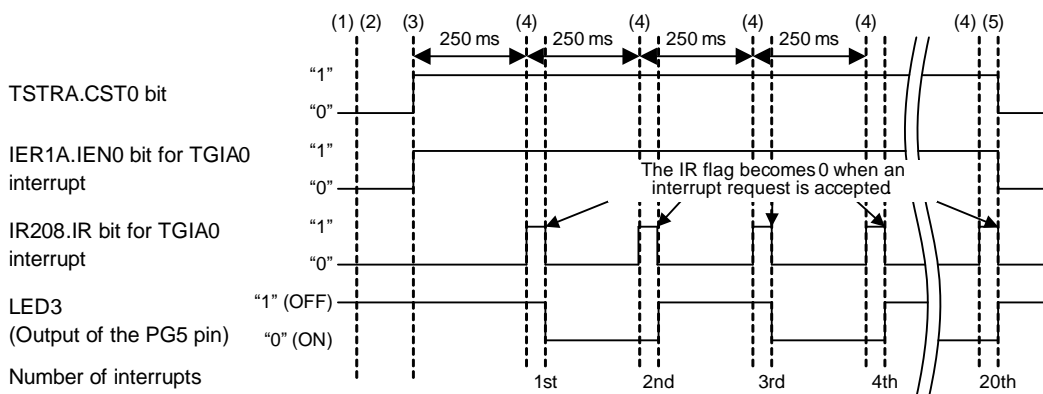 (1) (2) (3) (4) (4) (4) (4) (4) (5)
250 ms 250 ms 250 ms 250 ms
TSTRA.CST0 bit
“1”
“0”
IER1A.IEN0 bit for TGIA0
interrupt
“1”
“0”
The IR flag becomes 0 when an
interrupt request is accepted
IR208.IR bit for TGIA0
interrupt
“1”
“0”
LED3
(Output of the PG5 pin)
“1” (OFF)
“0” (ON)
Number of interrupts
1st 2nd 3rd 4th 20th